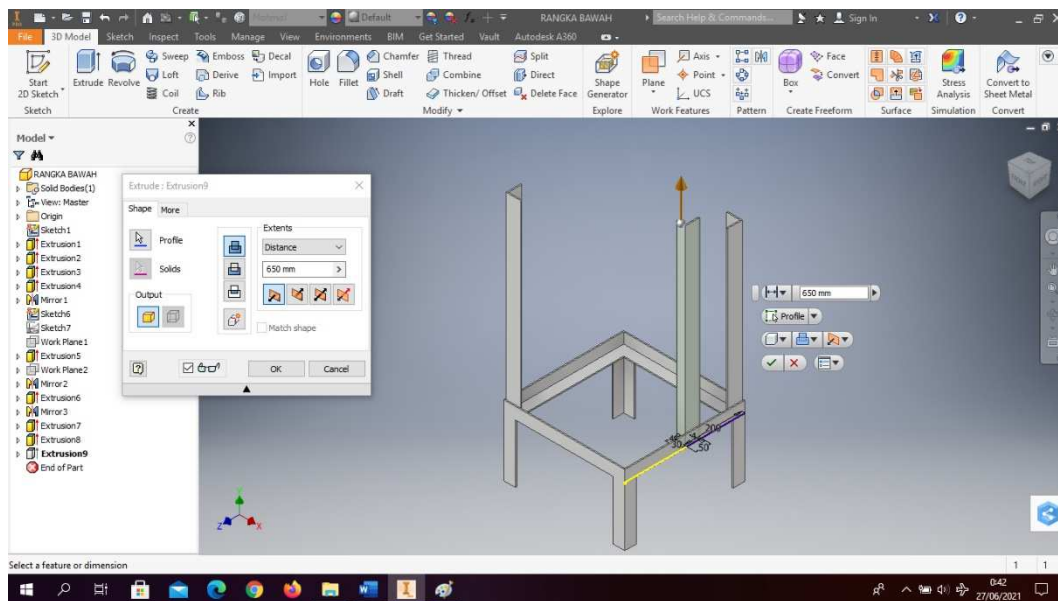 Material
Default
RANGKA BAWAH
Search Help & Commands...
Sign In
File 3D Model Sketch Inspect Tools Manage View Environments BIM Get Started Vault Autodesk A360
Start 2D Sketch
Extrude Revolve
Sweep Emboss Decal
Loft Derive Import
Coil Rib
Hole Fillet
Chamfer Thread Split
Shell Combine Direct
Draft Thicken/ Offset Delete Face
Shape Generator
Plane
Axis
Point
UCS
Box
Face
Convert
Stress Analysis
Convert to Sheet Metal
Sketch Create Modify Explore Work Features Pattern Create Freeform Surface Simulation Convert
Model
RANGKA BAWAH
Solid Bodies(1)
View: Master
Origin
Sketch1
Extrusion1
Extrusion2
Extrusion3
Extrusion4
Mirror1
Sketch6
Sketch7
Work Plane1
Extrusion5
Work Plane2
Mirror2
Extrusion6
Mirror3
Extrusion7
Extrusion8
Extrusion9
End of Part
Extrude : Extrusion9
Shape More
Profile
Solids
Output
Extents
Distance
650 mm
Match shape
OK Cancel
650 mm
Profile
200
30
50
Z X
Select a feature or dimension
1 1
0:42
27/06/2021